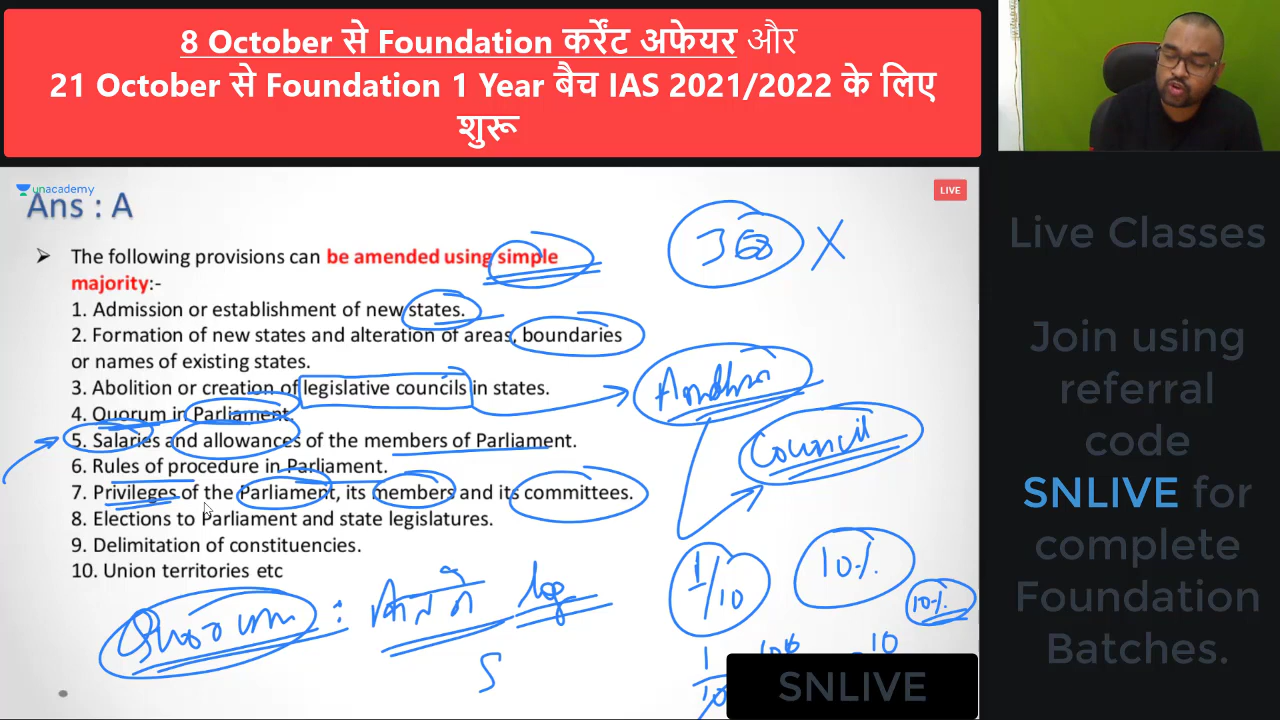 8 October से Foundation कर्रेंट अफेयर और
21 October से Foundation 1 Year बैच IAS 2021/2022 के लिए
शुरू
unacademy
LIVE
Ans : A
The following provisions can be amended using simple
majority:-
1. Admission or establishment of new states.
2. Formation of new states and alteration of areas, boundaries
or names of existing states.
3. Abolition or creation of legislative councils in states.
4. Quorum in Parliament.
5. Salaries and allowances of the members of Parliament.
6. Rules of procedure in Parliament.
7. Privileges of the Parliament, its members and its committees.
8. Elections to Parliament and state legislatures.
9. Delimitation of constituencies.
10. Union territories etc
368 X
Andhra
Council
1/10
10%
10%
Quorum :
1
10
100
10
5
SNLIVE
Live Classes
Join using
referral
code
SNLIVE for
complete
Foundation
Batches.